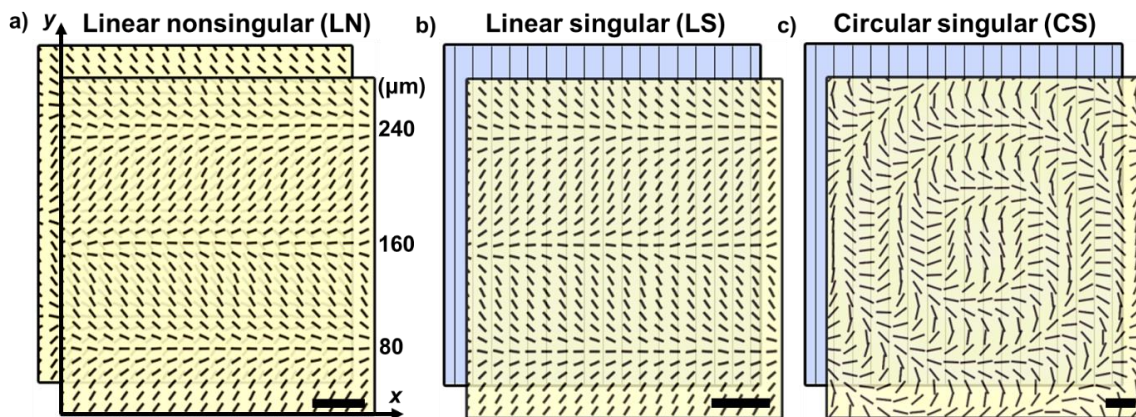 a) Linear nonsingular (LN)
b) Linear singular (LS)
c) Circular singular (CS)
y
(μm)
240
160
80
x